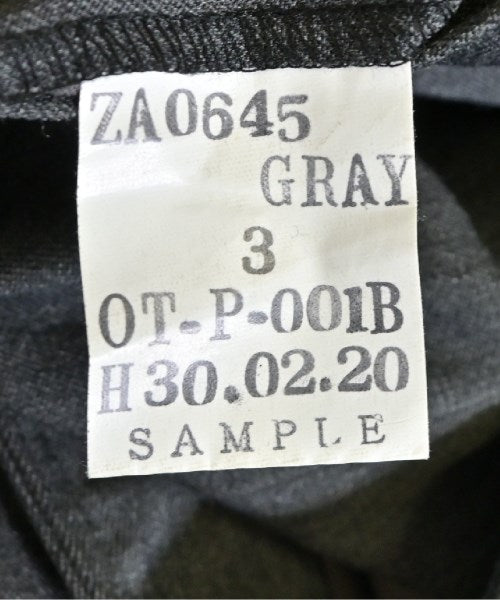 ZA0645
GRAY
3
OT-P-001B
H30.02.20
SAMPLE